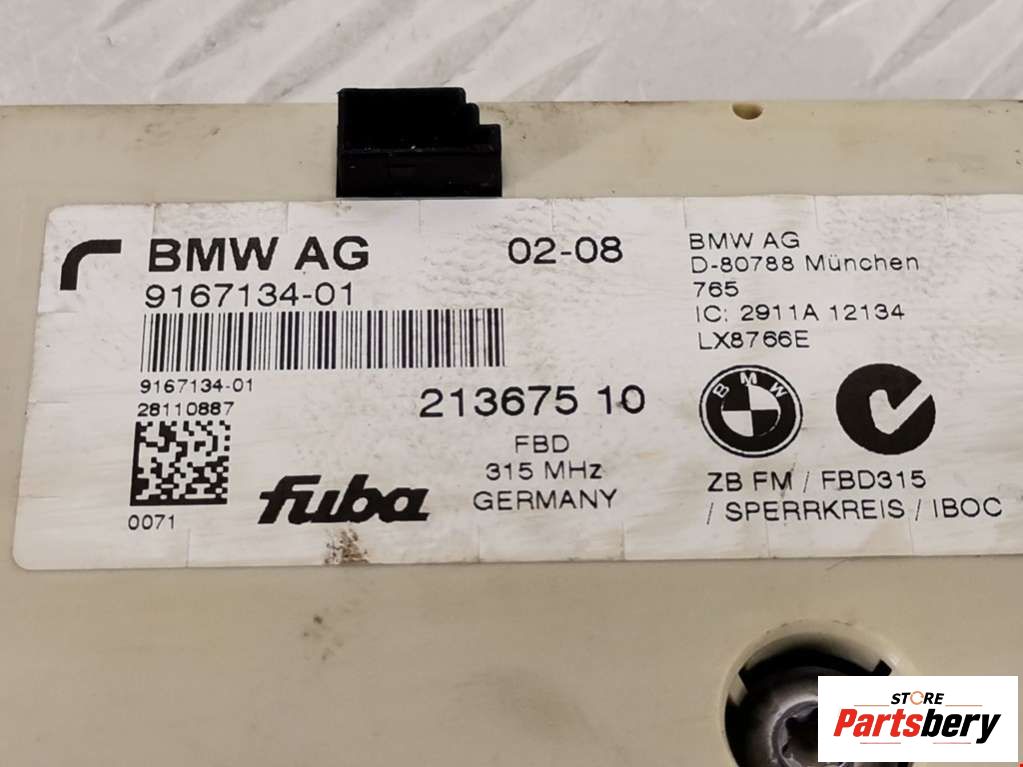 BMW AG
02-08
9167134-01
9167134-01
28110887
213675 10
FBD
315 MHz
GERMANY
fuba
0071
BMW AG
D-80788 München
765
IC: 2911A 12134
LX8766E
BMW
ZB FM / FBD315
/ SPERRKREIS / IBOC
STORE
Partsbery